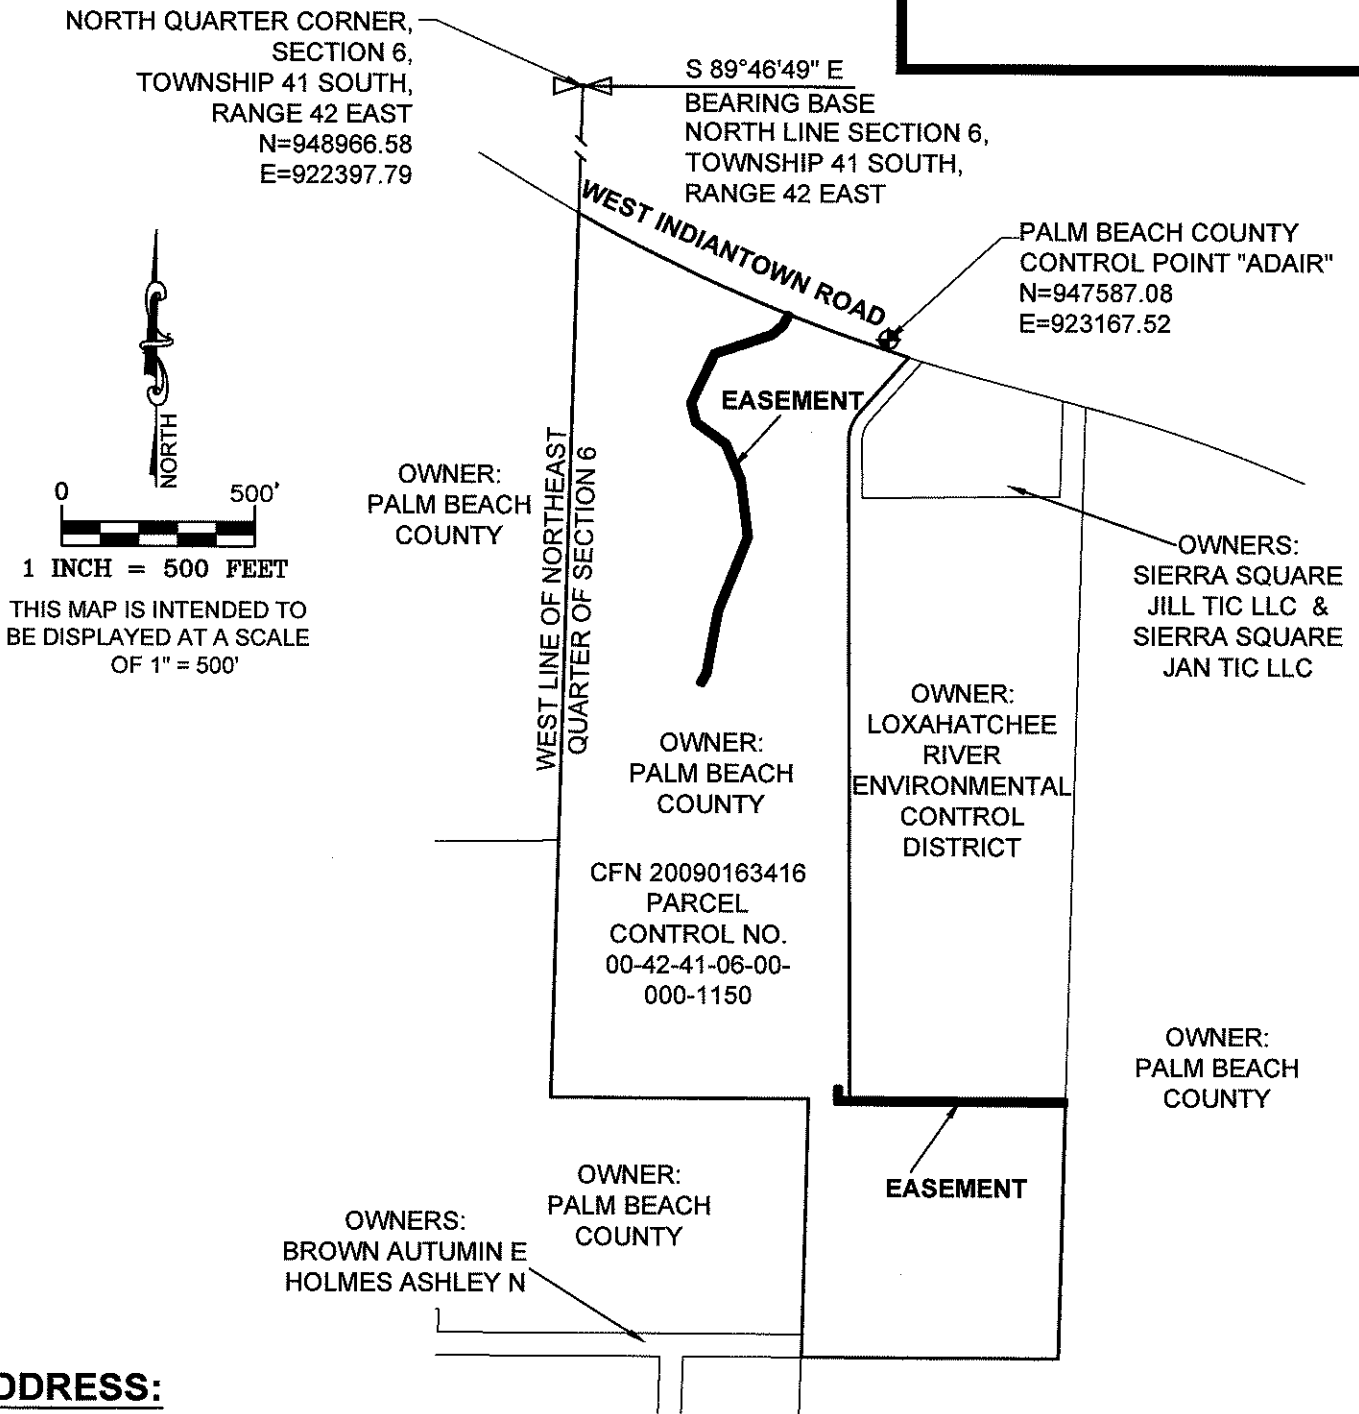 NORTH QUARTER CORNER,
SECTION 6,
TOWNSHIP 41 SOUTH,
RANGE 42 EAST
N=948966.58
E=922397.79
S 89°46'49" E
BEARING BASE
NORTH LINE SECTION 6,
TOWNSHIP 41 SOUTH,
RANGE 42 EAST
WEST INDIANTOWN ROAD
PALM BEACH COUNTY
CONTROL POINT "ADAIR"
N=947587.08
E=923167.52
NORTH
0 500'
1 INCH = 500 FEET
THIS MAP IS INTENDED TO
BE DISPLAYED AT A SCALE
OF 1" = 500'
OWNER:
PALM BEACH
COUNTY
WEST LINE OF NORTHEAST
QUARTER OF SECTION 6
EASEMENT
OWNERS:
SIERRA SQUARE
JILL TIC LLC &
SIERRA SQUARE
JAN TIC LLC
OWNER:
LOXAHATCHEE
RIVER
ENVIRONMENTAL
CONTROL
DISTRICT
OWNER:
PALM BEACH
COUNTY
CFN 20090163416
PARCEL
CONTROL NO.
00-42-41-06-00-
000-1150
OWNER:
PALM BEACH
COUNTY
EASEMENT
OWNER:
PALM BEACH
COUNTY
OWNERS:
BROWN AUTUMIN E
HOLMES ASHLEY N
DDRESS: